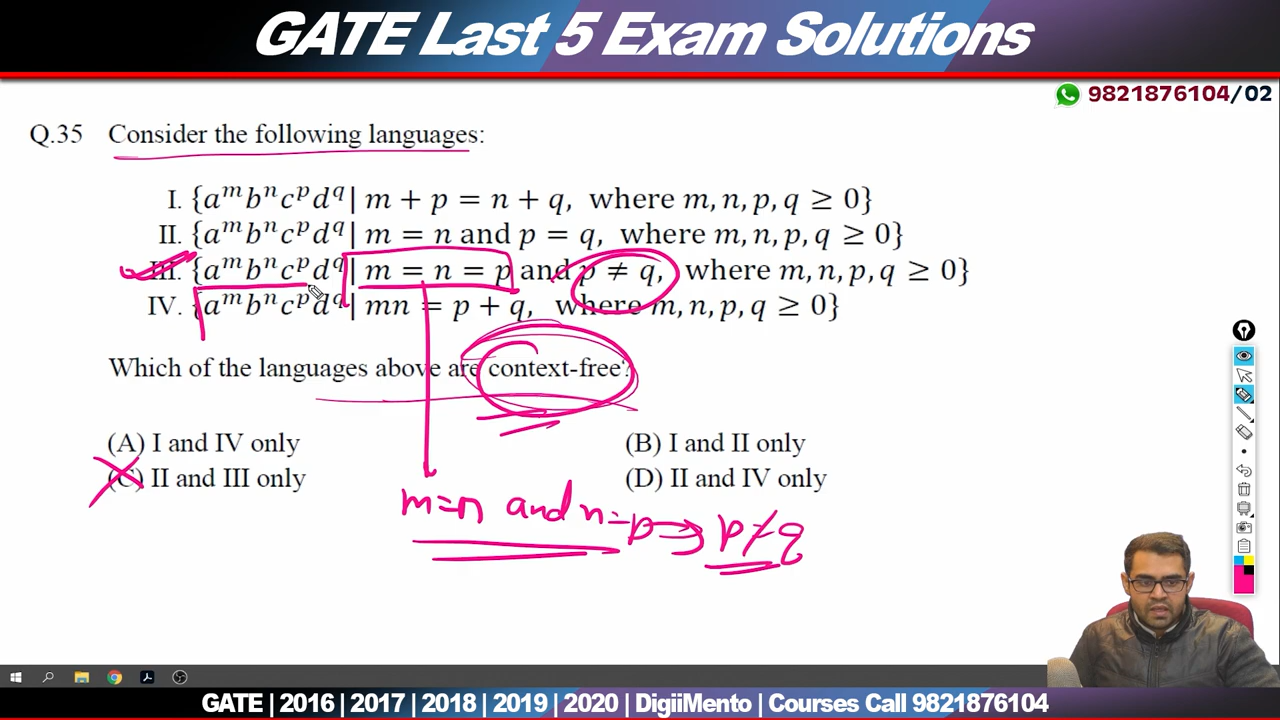 GATE Last 5 Exam Solutions
9821876104/02
Q.35 Consider the following languages:
I. {a^m b^n c^p d^q | m + p = n + q, where m, n, p, q ≥ 0}
II. {a^m b^n c^p d^q | m = n and p = q, where m, n, p, q ≥ 0}
III. {a^m b^n c^p d^q | m = n = p and p ≠ q, where m, n, p, q ≥ 0}
IV. {a^m b^n c^p d^q | mn = p + q, where m, n, p, q ≥ 0}
Which of the languages above are context-free?
(A) I and IV only (B) I and II only
(C) II and III only (D) II and IV only
m=n and n=p → p≠q
GATE | 2016 | 2017 | 2018 | 2019 | 2020 | DigiiMento | Courses Call 9821876104